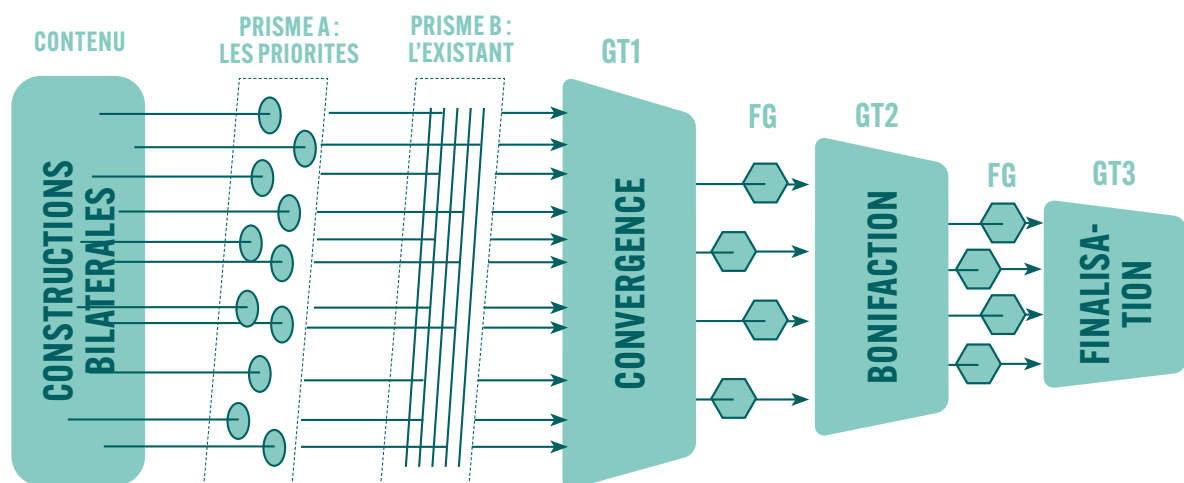 CONTENU
PRISME A :
LES PRIORITES
PRISME B :
L'EXISTANT
GT1
FG
GT2
FG
GT3
CONSTRUCTIONS
BILATERALES
CONVERGENCE
BONIFACTION
FINALISA-
TION